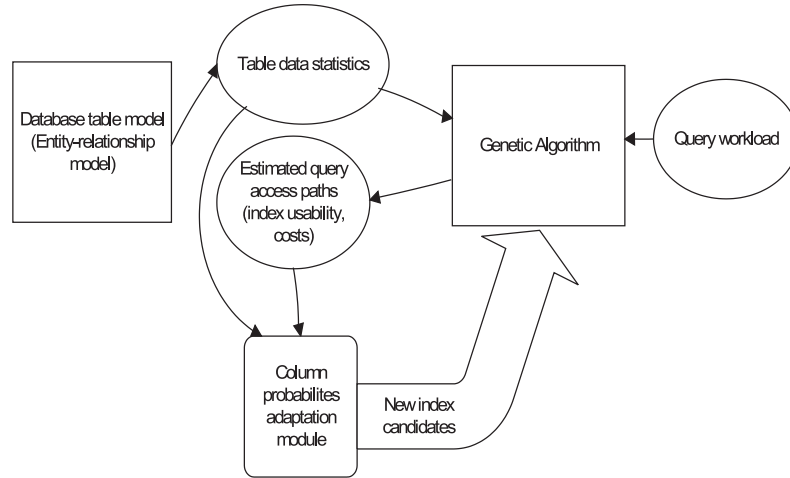 Table data statistics
Database table model
(Entity-relationship
model)
Genetic Algorithm
Query workload
Estimated query
access paths
(index usability,
costs)
Column
probabilites
adaptation
module
New index
candidates